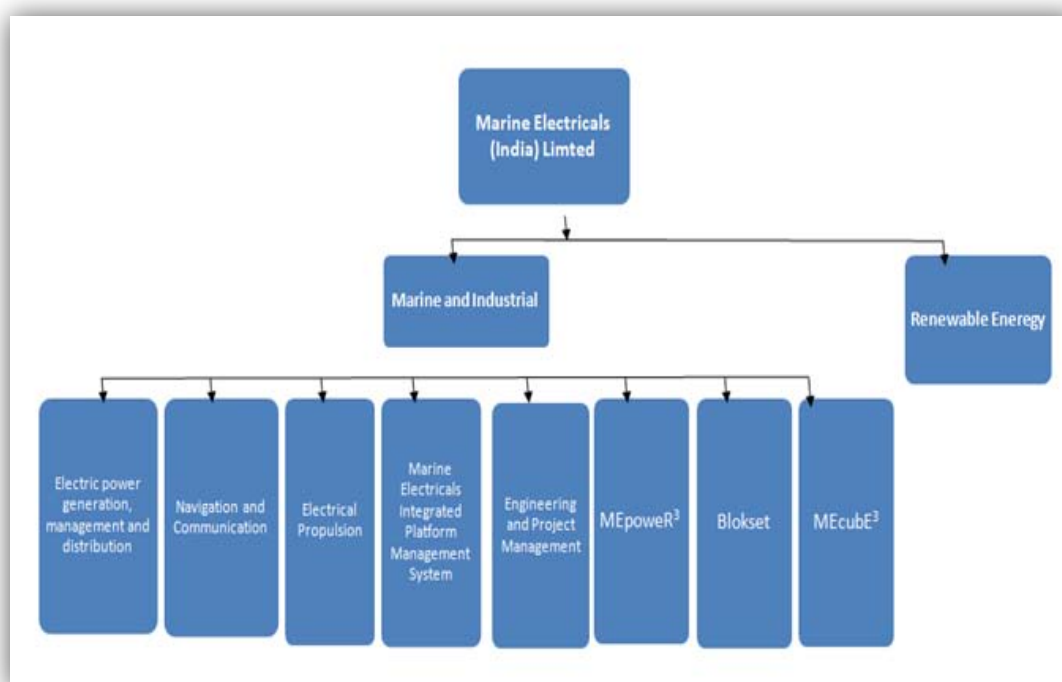 Marine Electricals
(India) Limted
Marine and Industrial
Renewable Eneregy
Electric power
generation,
management and
distribution
Navigation and
Communication
Electrical
Propulsion
Marine
Electricals
Integrated
Platform
Management
System
Engineering
and Project
Management
MEpoweR³
Blokset
MEcubE³